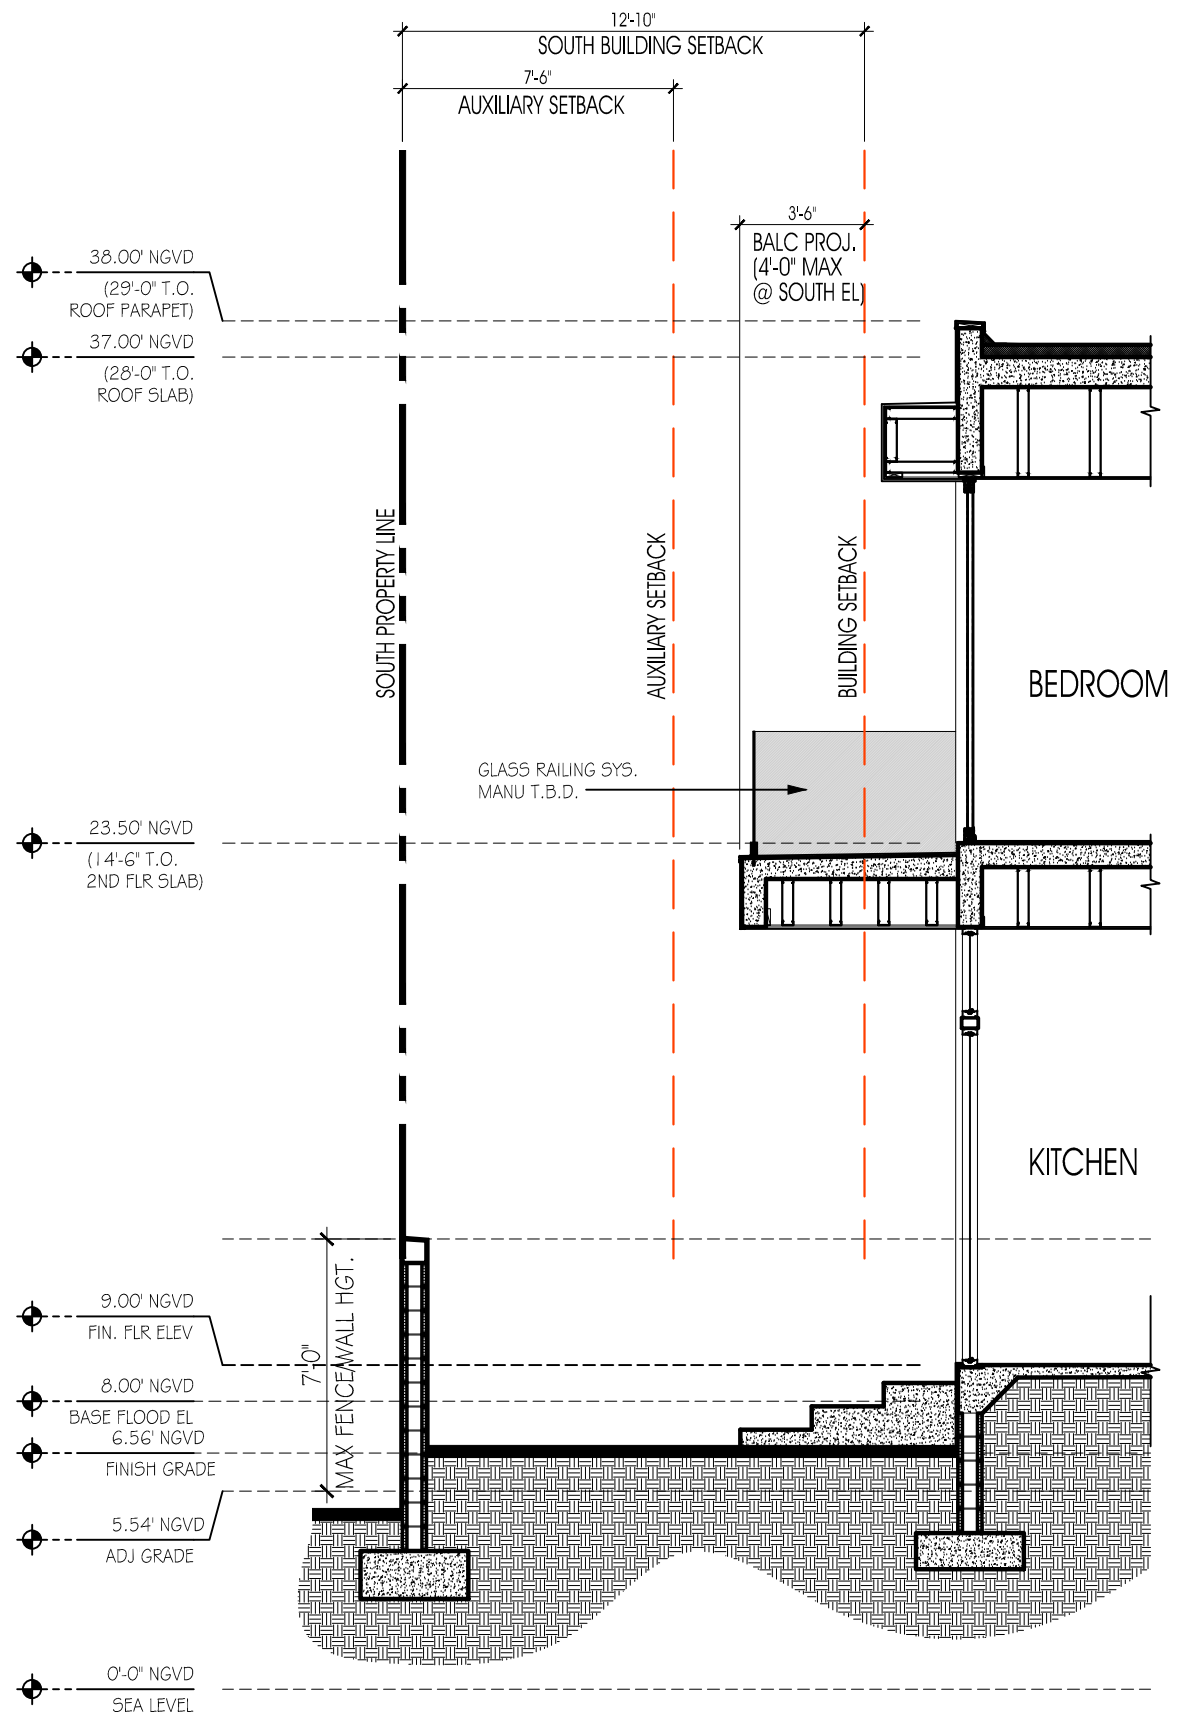 12'-10"
SOUTH BUILDING SETBACK
7'-6"
AUXILIARY SETBACK
3'-6"
BALC PROJ.
(4'-0" MAX
@ SOUTH EL)
38.00' NGVD
(29'-0" T.O.
ROOF PARAPET)
37.00' NGVD
(28'-0" T.O.
ROOF SLAB)
SOUTH PROPERTY LINE
AUXILIARY SETBACK
BUILDING SETBACK
BEDROOM
GLASS RAILING SYS.
MANU T.B.D.
23.50' NGVD
(14'-6" T.O.
2ND FLR SLAB)
KITCHEN
7'-0"
MAX FENCE/WALL HGT.
9.00' NGVD
FIN. FLR ELEV
8.00' NGVD
BASE FLOOD EL
6.56' NGVD
FINISH GRADE
5.54' NGVD
ADJ GRADE
0'-0" NGVD
SEA LEVEL